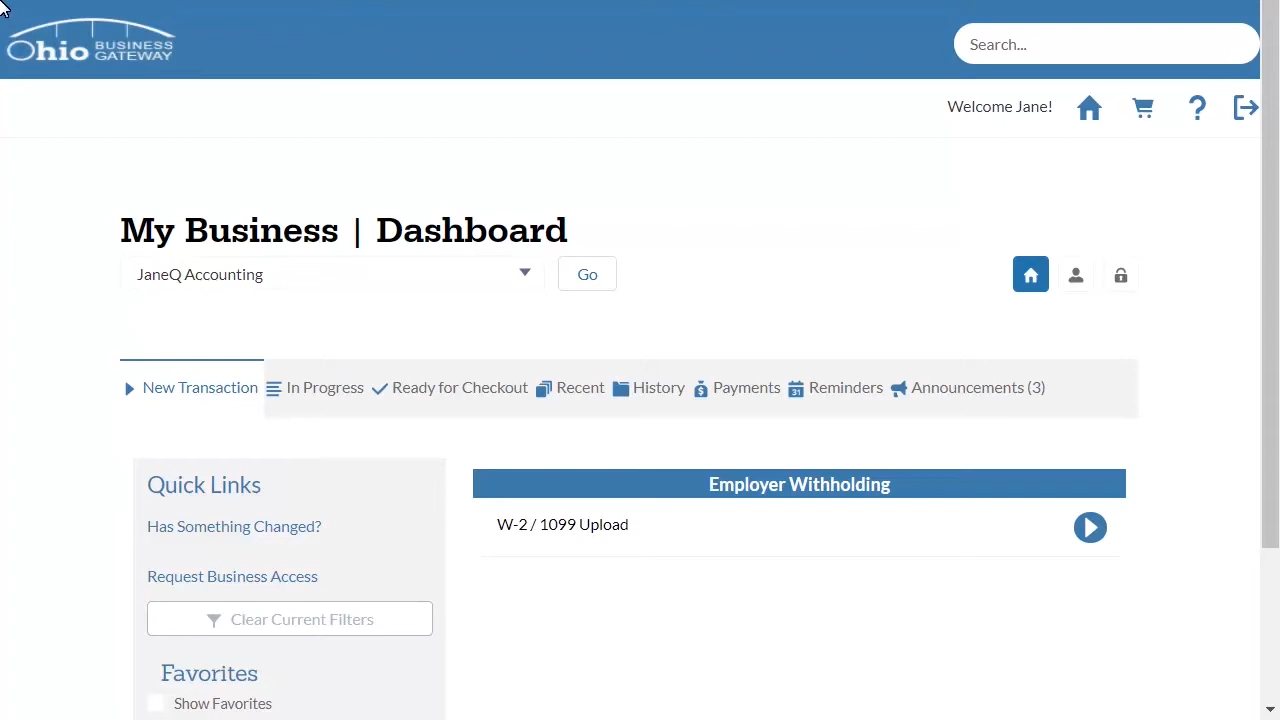 Ohio BUSINESS GATEWAY
Search...
Welcome Jane!
My Business | Dashboard
JaneQ Accounting
Go
New Transaction In Progress Ready for Checkout Recent History Payments Reminders Announcements (3)
Quick Links
Has Something Changed?
Request Business Access
Clear Current Filters
Favorites
Show Favorites
Employer Withholding
W-2 / 1099 Upload